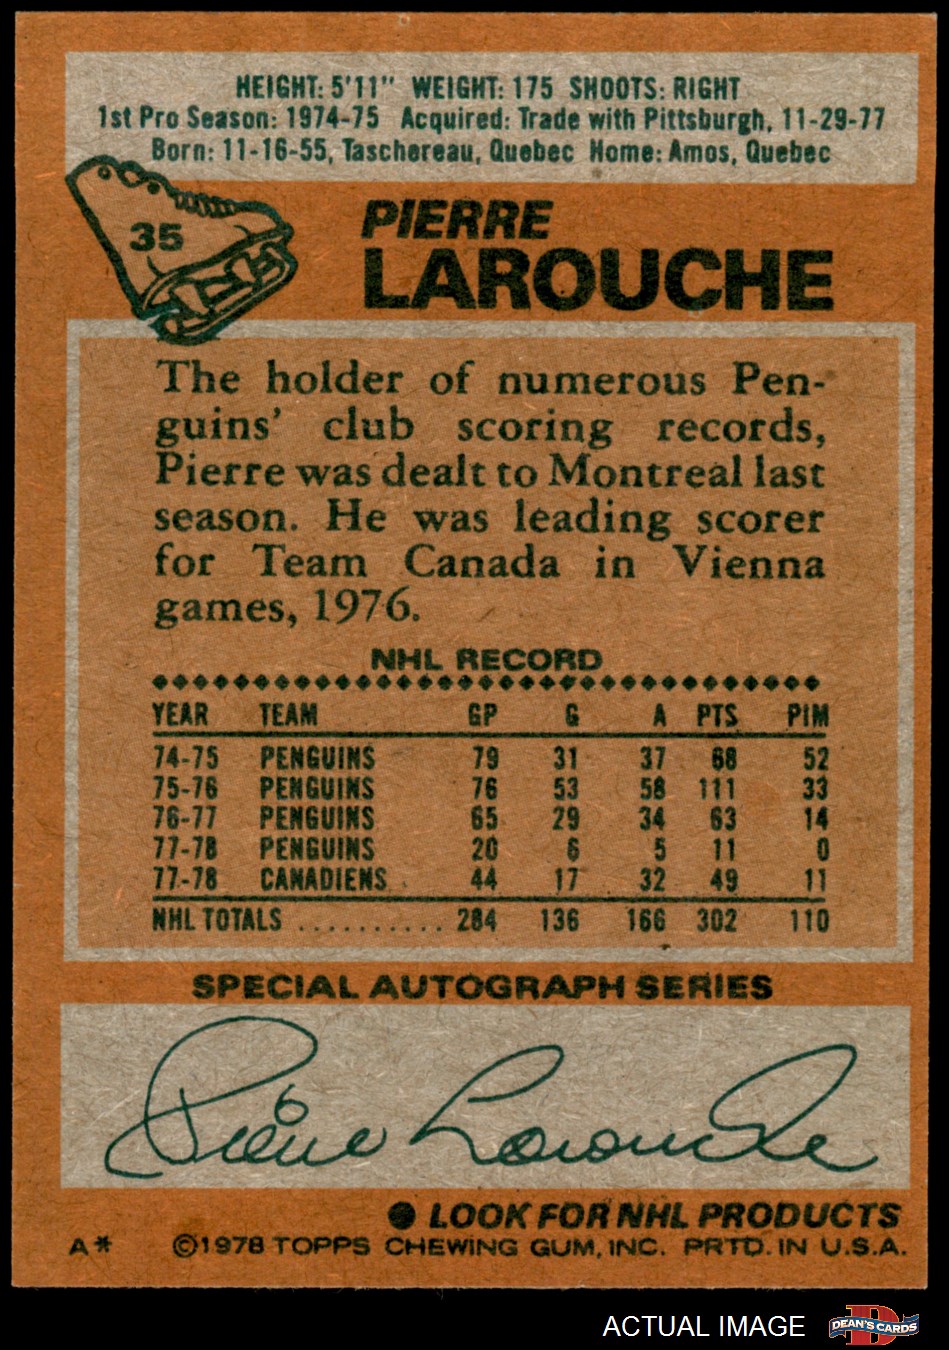 HEIGHT: 5'11" WEIGHT: 175 SHOOTS: RIGHT
1st Pro Season: 1974-75 Acquired: Trade with Pittsburgh, 11-29-77
Born: 11-16-55, Taschereau, Quebec Home: Amos, Quebec
35
PIERRE
LAROUCHE
The holder of numerous Pen-
guins' club scoring records,
Pierre was dealt to Montreal last
season. He was leading scorer
for Team Canada in Vienna
games, 1976.
NHL RECORD
YEAR TEAM GP G A PTS PIM
74-75 PENGUINS 79 31 37 68 52
75-76 PENGUINS 76 53 58 111 33
76-77 PENGUINS 65 29 34 63 14
77-78 PENGUINS 20 6 5 11 0
77-78 CANADIENS 44 17 32 49 11
NHL TOTALS .......... 284 136 166 302 110
SPECIAL AUTOGRAPH SERIES
Pierre Larouche
LOOK FOR NHL PRODUCTS
A* ©1978 TOPPS CHEWING GUM, INC. PRTD. IN U.S.A.
ACTUAL IMAGE
D
DEAN'S CARDS